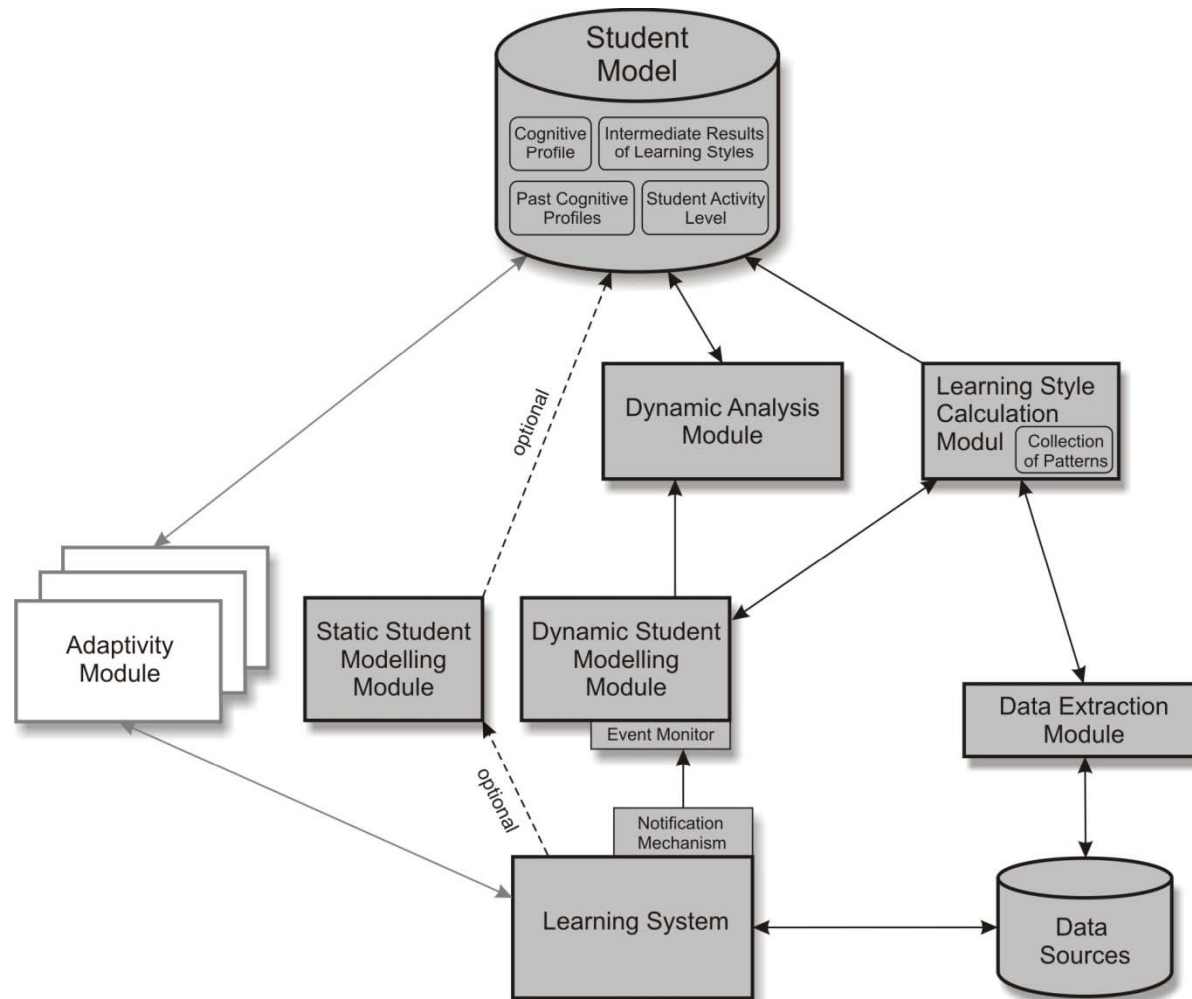 Student
Model
Cognitive
Profile
Intermediate Results
of Learning Styles
Past Cognitive
Profiles
Student Activity
Level
optional
Dynamic Analysis
Module
Learning Style
Calculation
Modul
Collection
of Patterns
Adaptivity
Module
Static Student
Modelling
Module
Dynamic Student
Modelling
Module
Event Monitor
Data Extraction
Module
optional
Notification
Mechanism
Learning System
Data
Sources